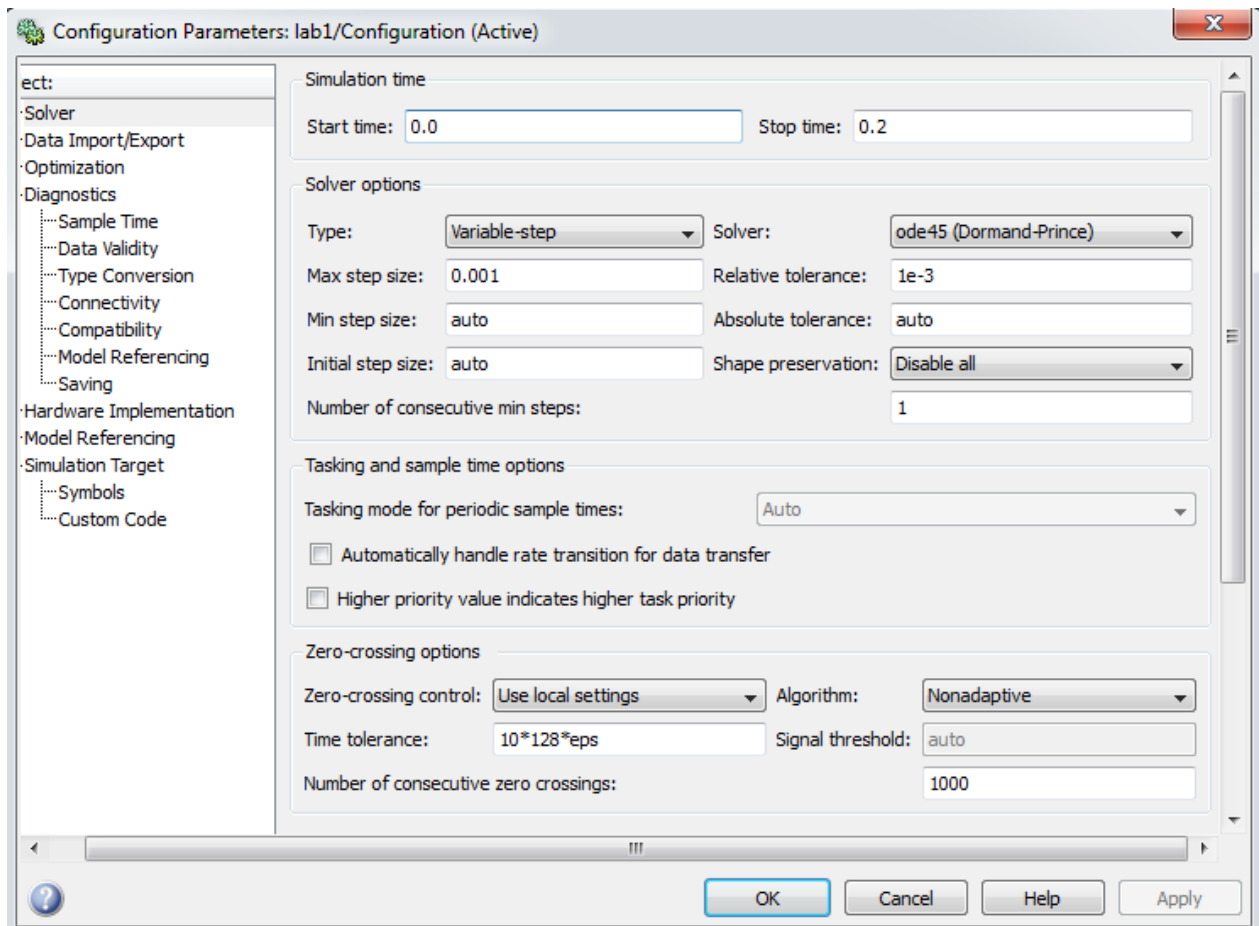 Configuration Parameters: lab1/Configuration (Active)
ect:
Solver
Data Import/Export
Optimization
Diagnostics
Sample Time
Data Validity
Type Conversion
Connectivity
Compatibility
Model Referencing
Saving
Hardware Implementation
Model Referencing
Simulation Target
Symbols
Custom Code
Simulation time
Start time: 0.0 Stop time: 0.2
Solver options
Type: Variable-step Solver: ode45 (Dormand-Prince)
Max step size: 0.001 Relative tolerance: 1e-3
Min step size: auto Absolute tolerance: auto
Initial step size: auto Shape preservation: Disable all
Number of consecutive min steps: 1
Tasking and sample time options
Tasking mode for periodic sample times: Auto
Automatically handle rate transition for data transfer
Higher priority value indicates higher task priority
Zero-crossing options
Zero-crossing control: Use local settings Algorithm: Nonadaptive
Time tolerance: 10*128*eps Signal threshold: auto
Number of consecutive zero crossings: 1000
OK Cancel Help Apply